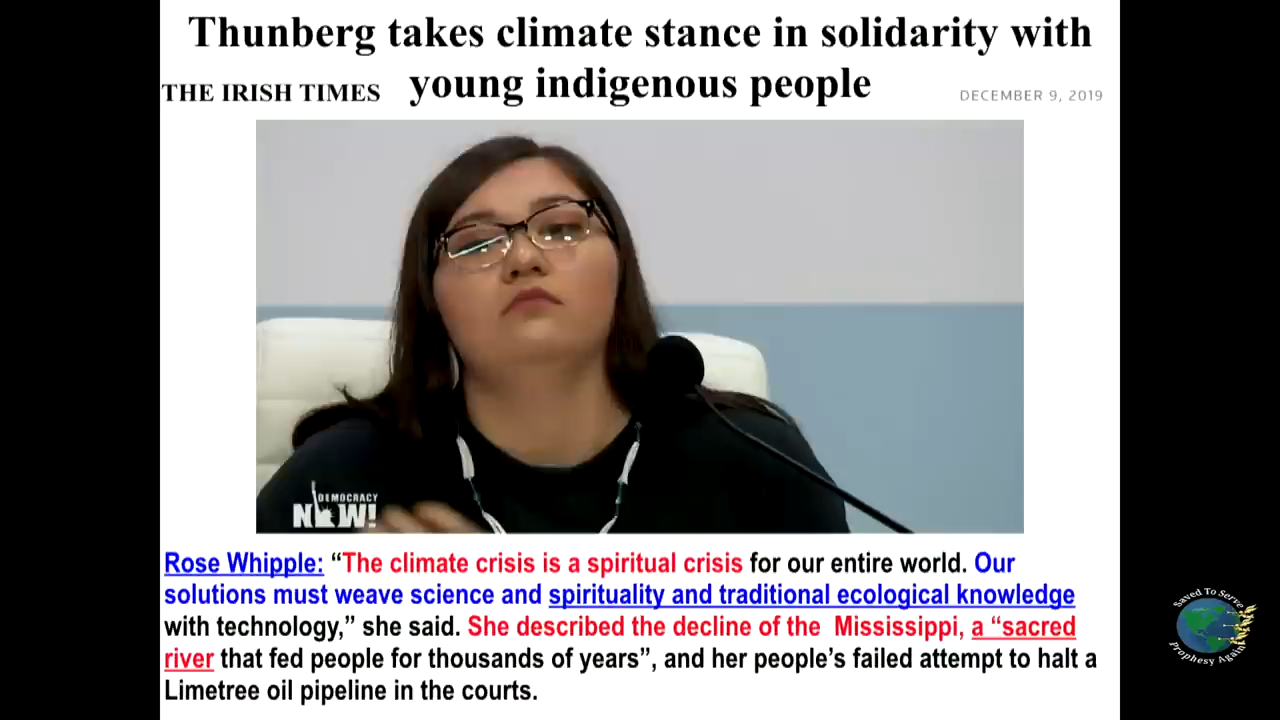 Thunberg takes climate stance in solidarity with
THE IRISH TIMES young indigenous people DECEMBER 9, 2019
DEMOCRACY
NOW!
Rose Whipple: “The climate crisis is a spiritual crisis for our entire world. Our
solutions must weave science and spirituality and traditional ecological knowledge
with technology,” she said. She described the decline of the Mississippi, a “sacred
river that fed people for thousands of years”, and her people’s failed attempt to halt a
Limetree oil pipeline in the courts.
Saved To Serve
Prophesy Again